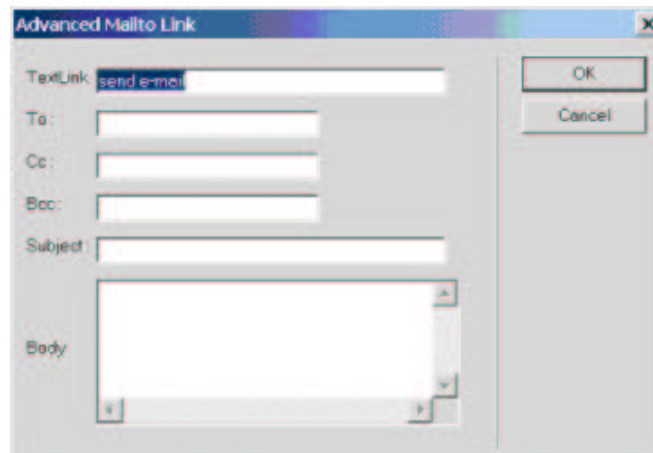 Advanced Mailto Link
TextLink send e-mail
OK
To:
Cancel
Cc:
Bcc:
Subject:
Body